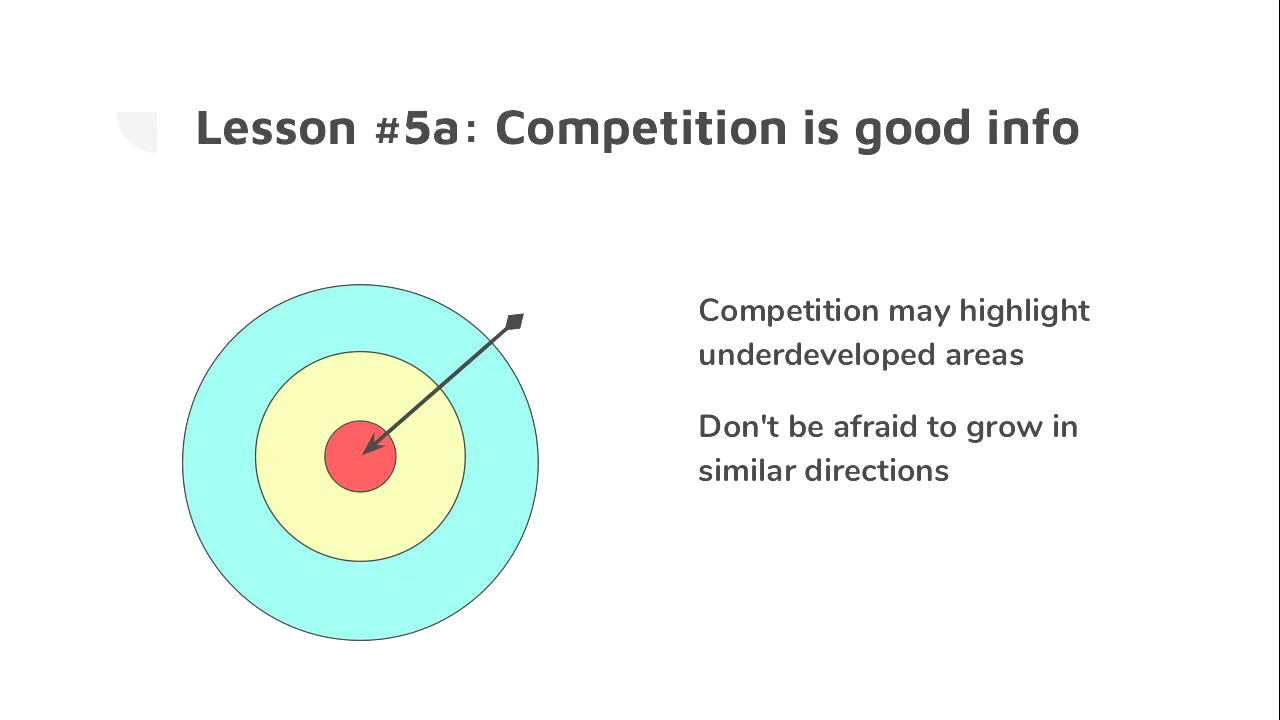 Lesson #5a: Competition is good info
Competition may highlight
underdeveloped areas
Don't be afraid to grow in
similar directions